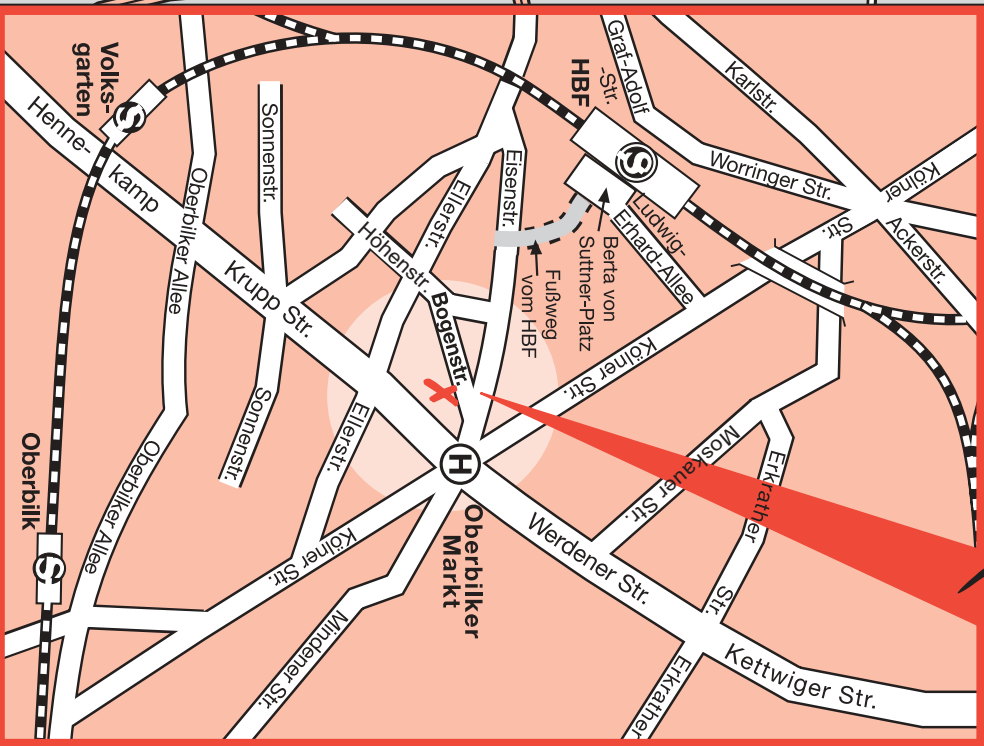 Volks-
garten
Henne-
kamp
Oberbilker Allee
Sonnenstr.
Krupp Str.
Sonnenstr.
Oberbilk
Oberbilker Allee
Höhenstr.
Ellerstr.
Eisenstr.
Bogenstr.
Ellerstr.
HBF
Graf-Adolf
-Str.
S
S
S
Karlstr.
Worringer Str.
Kölner
Str.
Ackerstr.
Ludwig-
Erhard-Allee
Berta von
Suttner-Platz
Fußweg
vom HBF
Kölner Str.
H
Oberbilker
Markt
Kölner Str.
Mindener Str.
Werdener Str.
Moskauer Str.
Erkrather
Str.
Erkrather
Kettwiger Str.